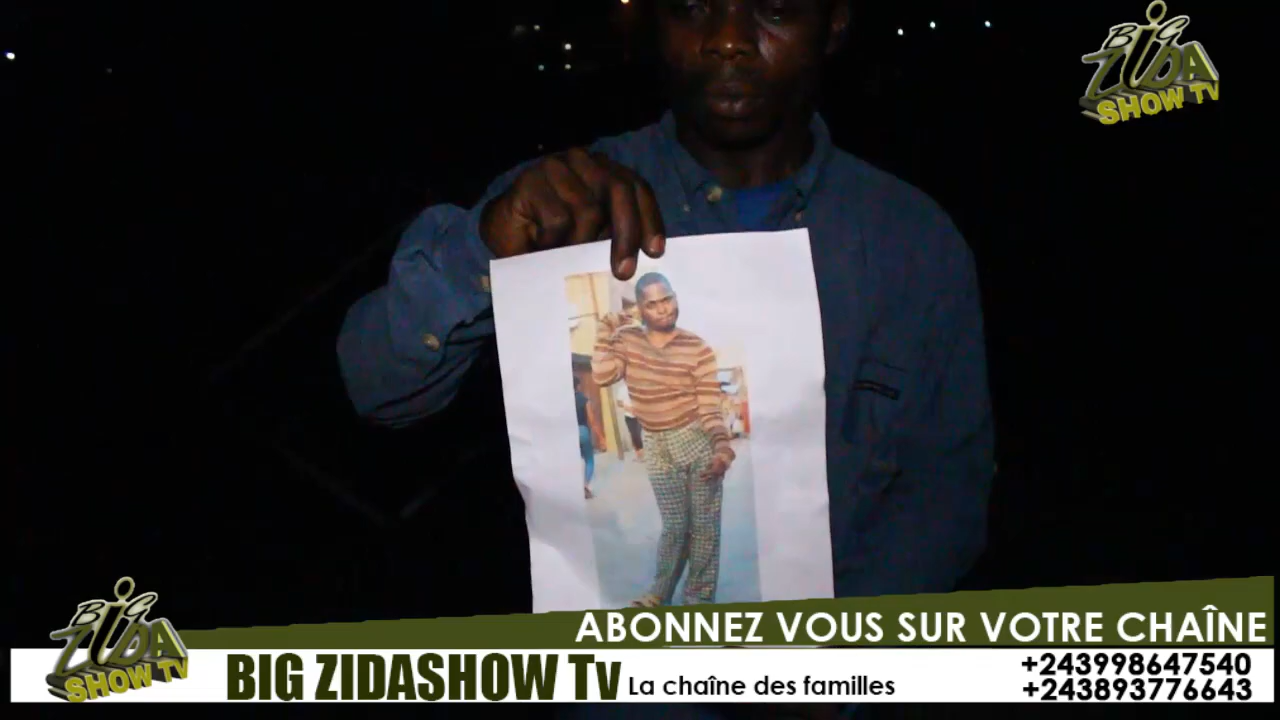 BIG
ZIDA
SHOW TV
ABONNEZ VOUS SUR VOTRE CHAÎNE
BIG
ZIDA
SHOW TV
BIG ZIDASHOW Tv La chaîne des familles
+243998647540
+243893776643